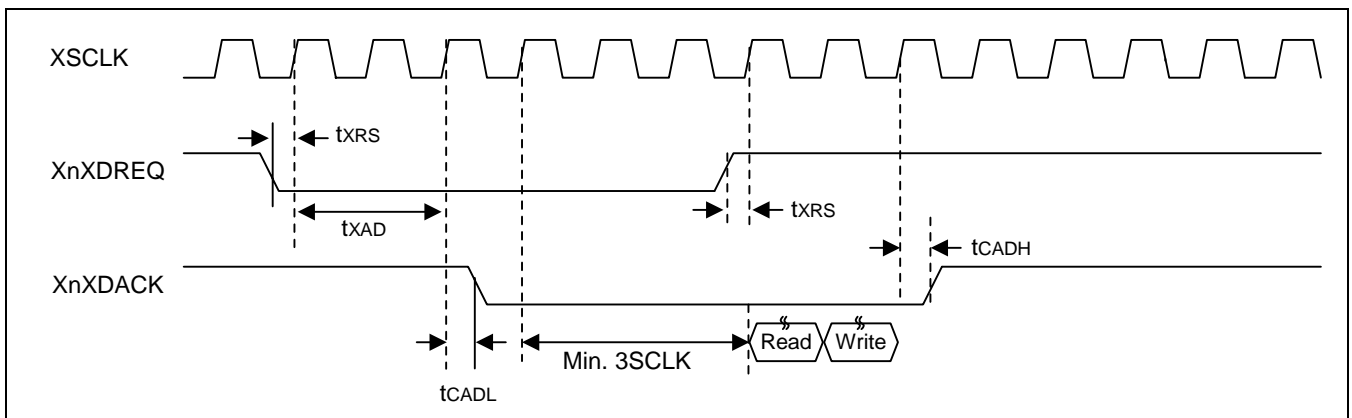 XSCLK
tXRS
XnXDREQ
tXRS
tXAD
tCADH
XnXDACK
Read Write
Min. 3SCLK
tCADL